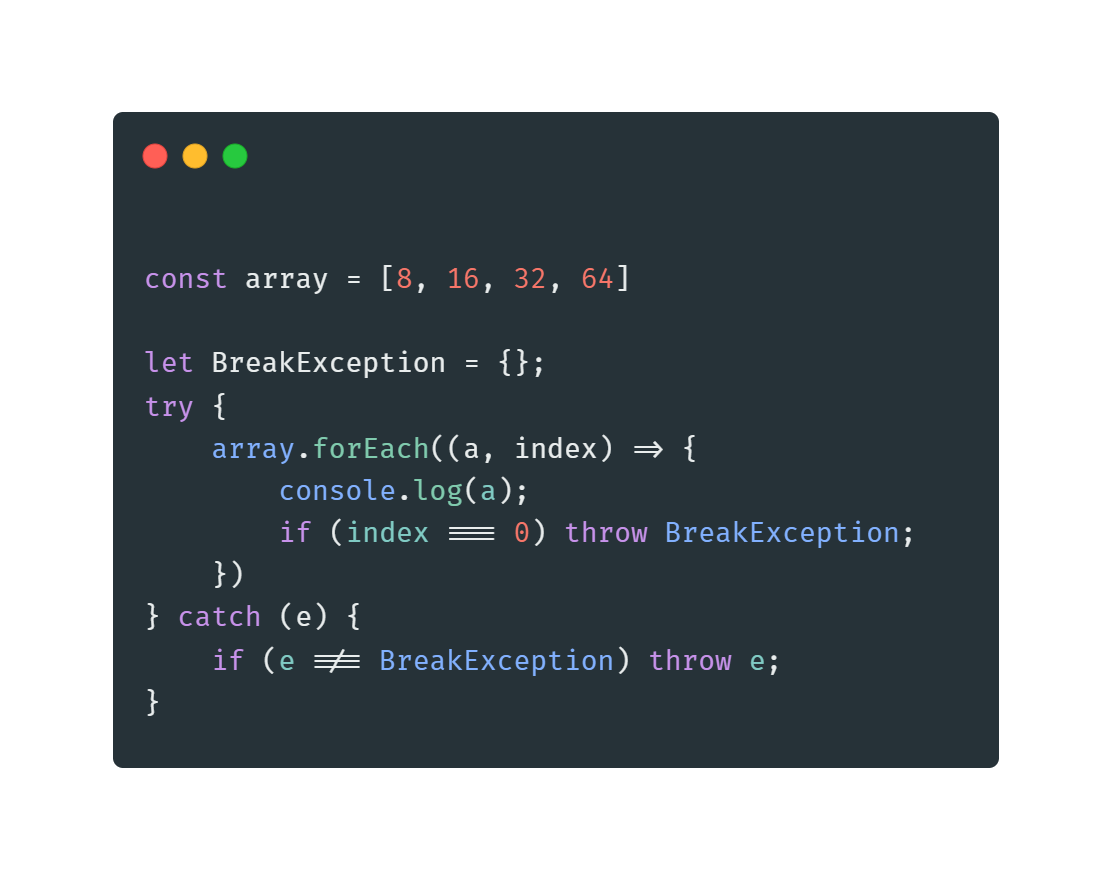 const array = [8, 16, 32, 64]
let BreakException = {};
try {
    array.forEach((a, index) => {
        console.log(a);
        if (index === 0) throw BreakException;
    })
} catch (e) {
    if (e !== BreakException) throw e;
}